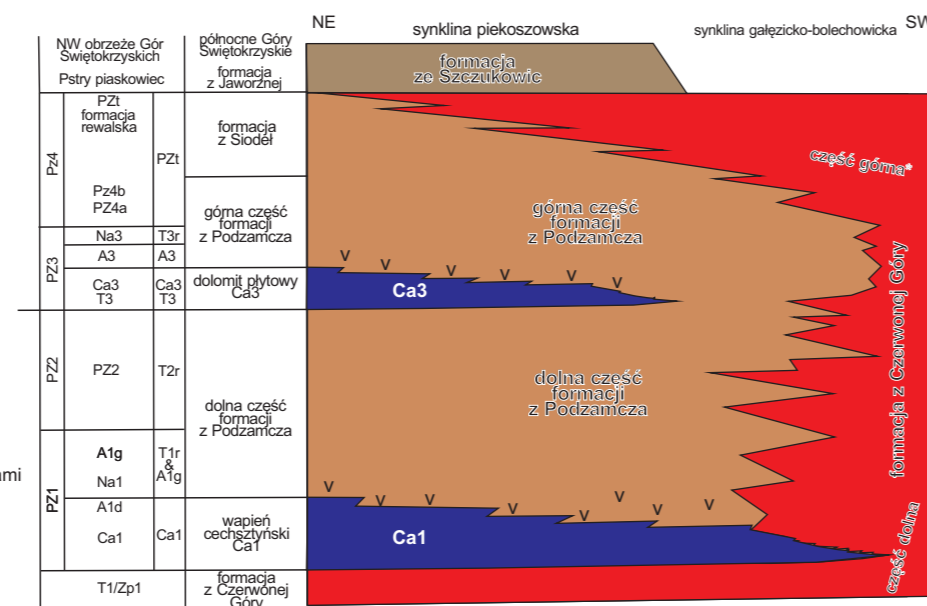 NE
synklina piekoszowska
synklina gałęzicko-bolechowicka
SW
NW obrzeże Gór
Świętokrzyskich
Pstry piaskowiec
północne Góry
Świętokrzyskie
formacja
z Jaworznej
formacja
ze Szczukowic
Pz4
PZt
formacja
rewalska
Pz4b
PZ4a
PZt
formacja
z Siodeł
górna część
formacji
z Podzamcza
część górna*
górna część
formacji
z Podzamcza
PZ3
Na3
T3r
A3
A3
Ca3
T3
Ca3
T3
dolomit płytowy
Ca3
V V V V V V
Ca3
formacja z Czerwonej Góry
PZ2
PZ2
T2r
dolna część
formacji
z Podzamcza
dolna część
formacji
z Podzamcza
ami
PZ1
A1g
Na1
T1r
&
A1g
A1d
Ca1
Ca1
wapień
cechsztyński
Ca1
V V V V V V V V
Ca1
część dolna
T1/Zp1
formacja
z Czerwonej
Góry